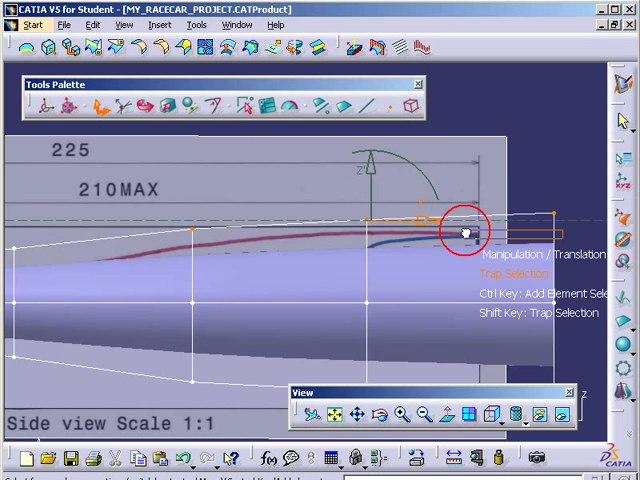 CATIA V5 for Student - [MY_RACECAR_PROJECT.CATProduct]
Start File Edit View Insert Tools Window Help
Tools Palette
225
Z'
210MAX
Manipulation / Translation
Trap Selection
Ctrl Key: Add Element Sele
Shift Key: Trap Selection
View
Z
Side view Scale 1:1
f(x)
CATIA